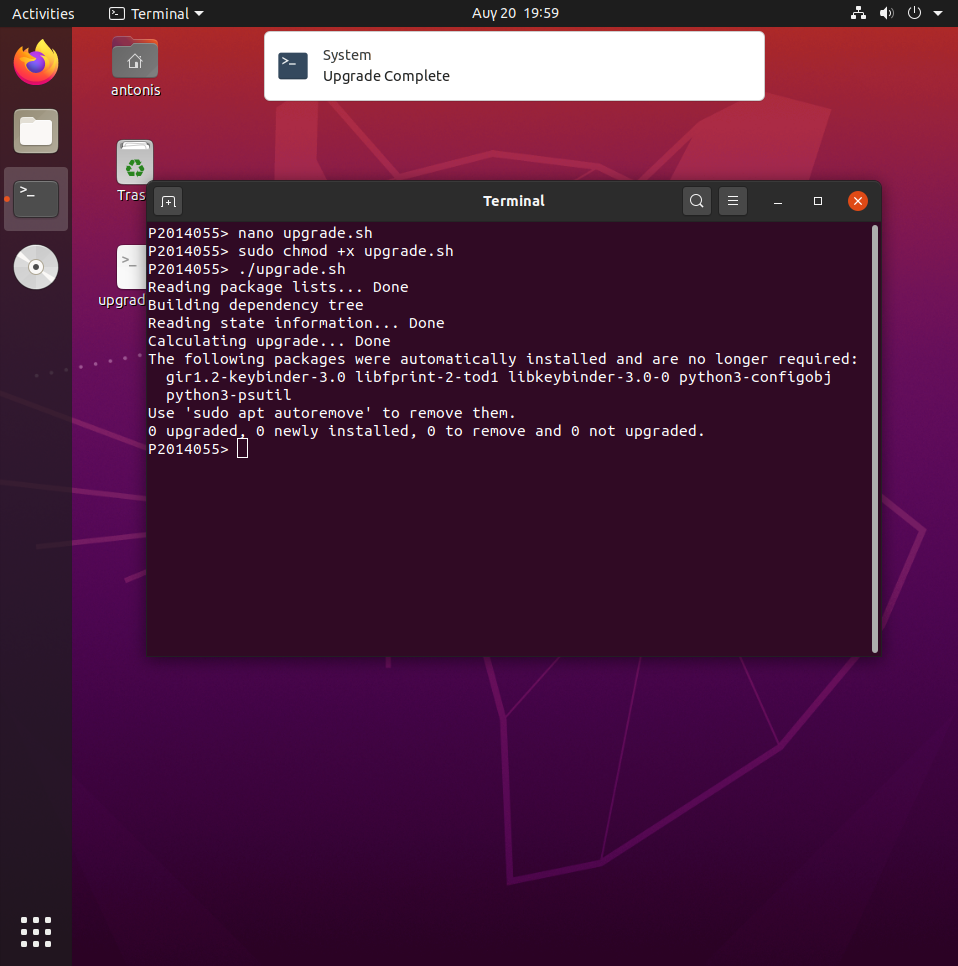 Activities
Terminal
Αυγ 20 19:59
System
Upgrade Complete
antonis
Tras
upgrad
Terminal
P2014055> nano upgrade.sh
P2014055> sudo chmod +x upgrade.sh
P2014055> ./upgrade.sh
Reading package lists... Done
Building dependency tree
Reading state information... Done
Calculating upgrade... Done
The following packages were automatically installed and are no longer required:
gir1.2-keybinder-3.0 libfprint-2-tod1 libkeybinder-3.0-0 python3-configobj
python3-psutil
Use 'sudo apt autoremove' to remove them.
0 upgraded, 0 newly installed, 0 to remove and 0 not upgraded.
P2014055>